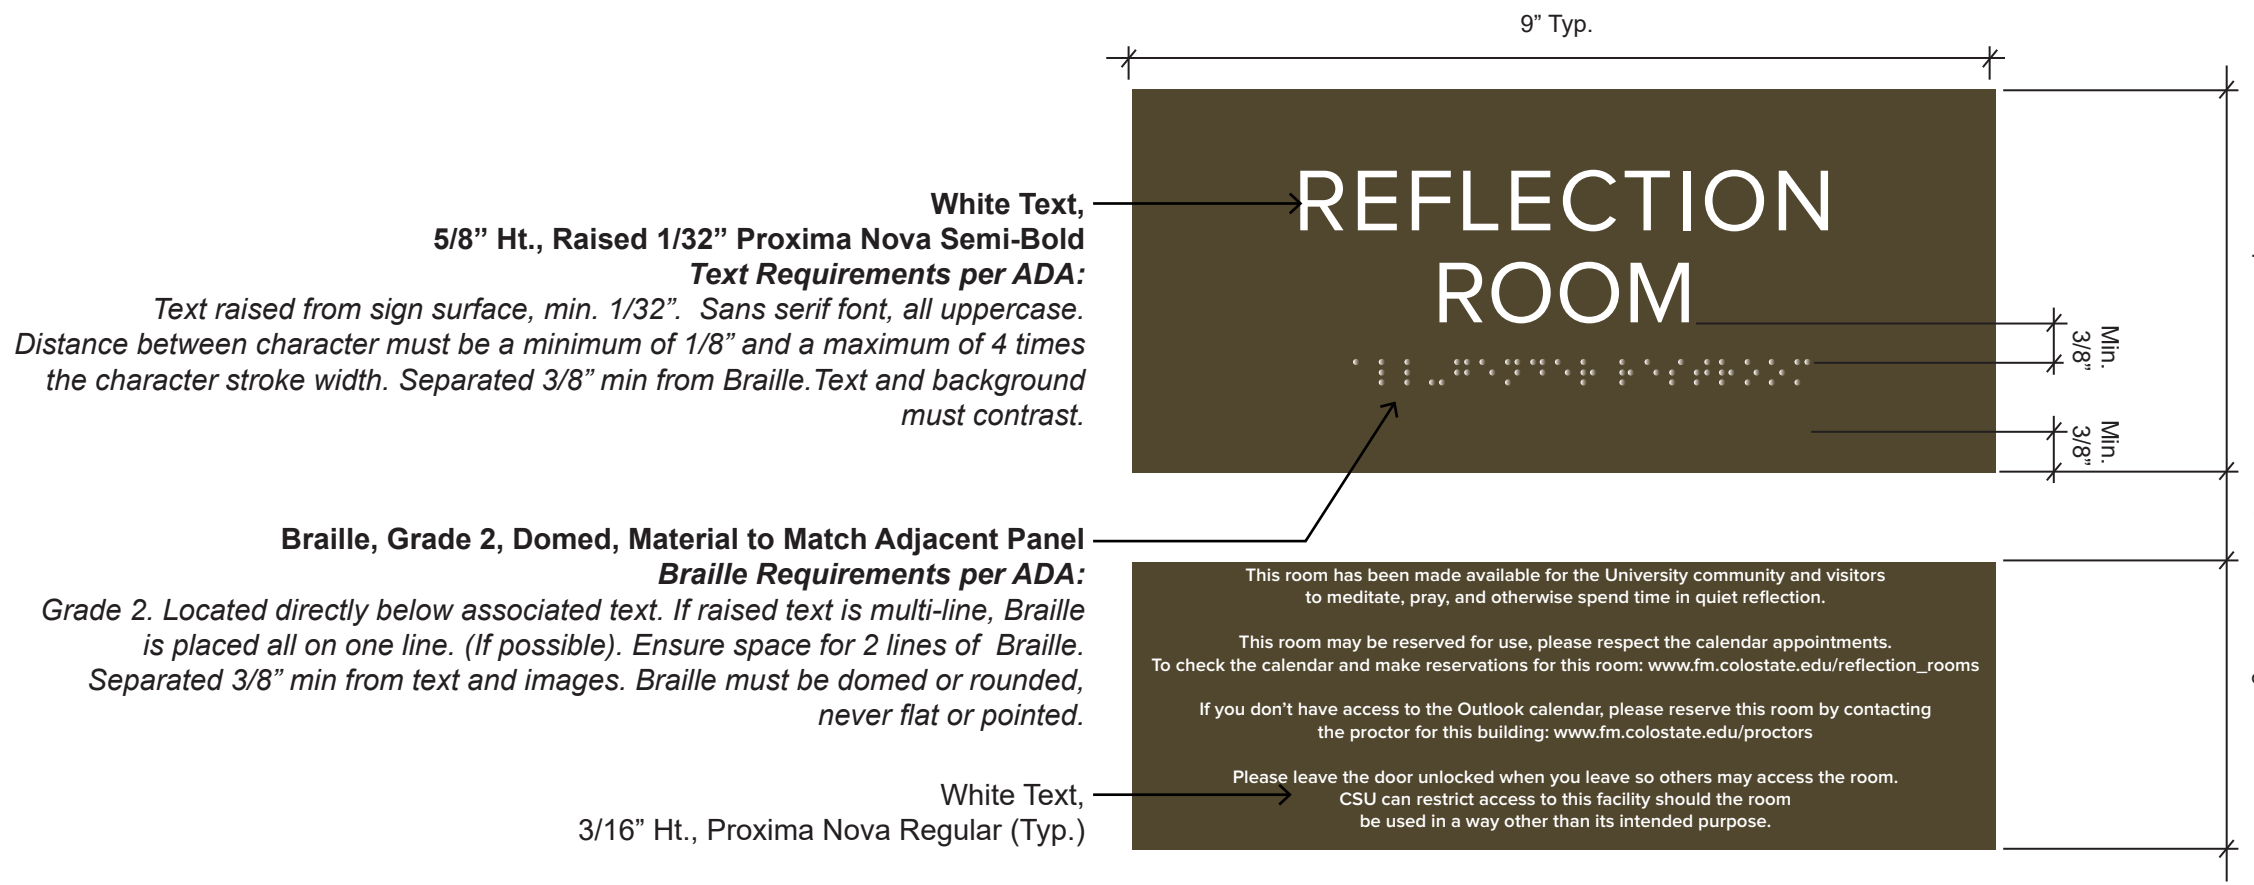 9” Typ.
White Text,
5/8” Ht., Raised 1/32” Proxima Nova Semi-Bold
Text Requirements per ADA:
Text raised from sign surface, min. 1/32”. Sans serif font, all uppercase.
Distance between character must be a minimum of 1/8” and a maximum of 4 times
the character stroke width. Separated 3/8” min from Braille.Text and background
must contrast.
REFLECTION
ROOM
Min.
3/8”
Min.
3/8”
Braille, Grade 2, Domed, Material to Match Adjacent Panel
Braille Requirements per ADA:
Grade 2. Located directly below associated text. If raised text is multi-line, Braille
is placed all on one line. (If possible). Ensure space for 2 lines of Braille.
Separated 3/8” min from text and images. Braille must be domed or rounded,
never flat or pointed.
White Text,
3/16” Ht., Proxima Nova Regular (Typ.)
This room has been made available for the University community and visitors
to meditate, pray, and otherwise spend time in quiet reflection.
This room may be reserved for use, please respect the calendar appointments.
To check the calendar and make reservations for this room: www.fm.colostate.edu/reflection_rooms
If you don’t have access to the Outlook calendar, please reserve this room by contacting
the proctor for this building: www.fm.colostate.edu/proctors
Please leave the door unlocked when you leave so others may access the room.
CSU can restrict access to this facility should the room
be used in a way other than its intended purpose.